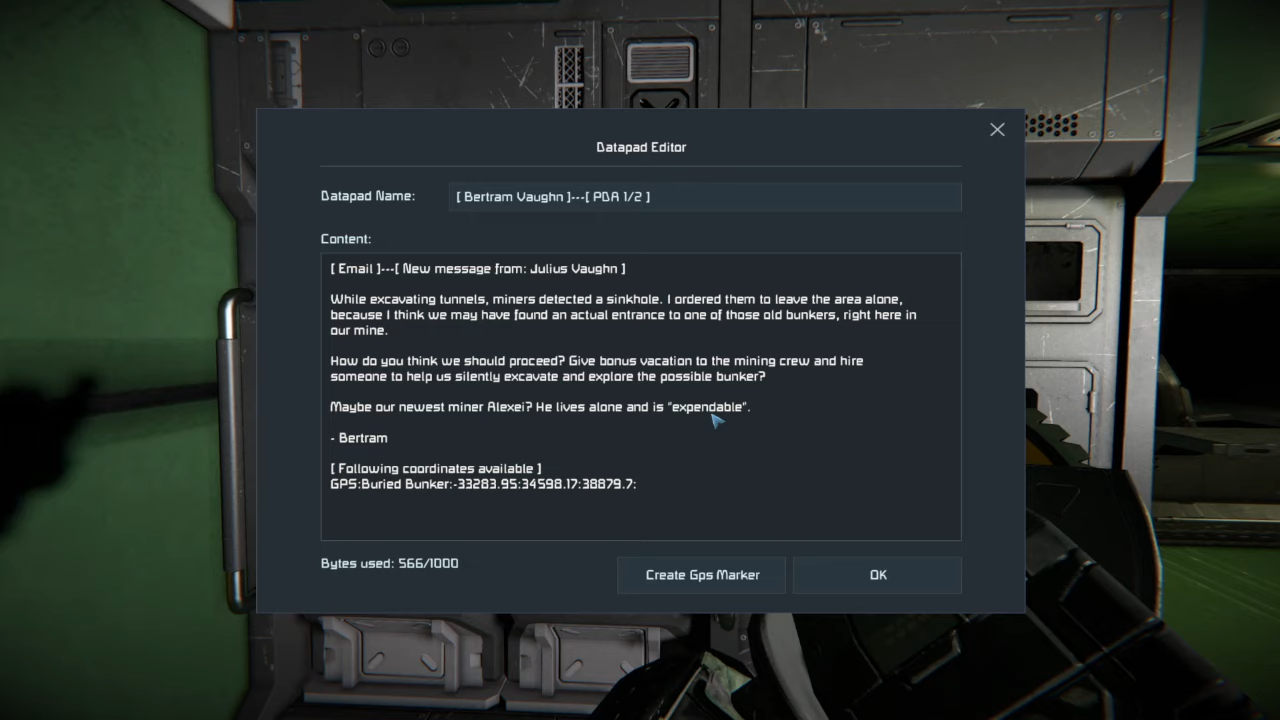 Datapad Editor
Datapad Name:
[ Bertram Vaughn ]---[ PDA 1/2 ]
Content:
[ Email ]---[ New message from: Julius Vaughn ]
While excavating tunnels, miners detected a sinkhole. I ordered them to leave the area alone,
because I think we may have found an actual entrance to one of those old bunkers, right here in
our mine.
How do you think we should proceed? Give bonus vacation to the mining crew and hire
someone to help us silently excavate and explore the possible bunker?
Maybe our newest miner Alexei? He lives alone and is "expendable".
- Bertram
[ Following coordinates available ]
GPS:Buried Bunker:-33283.95:34598.17:38879.7:
Bytes used: 566/1000
Create Gps Marker
OK